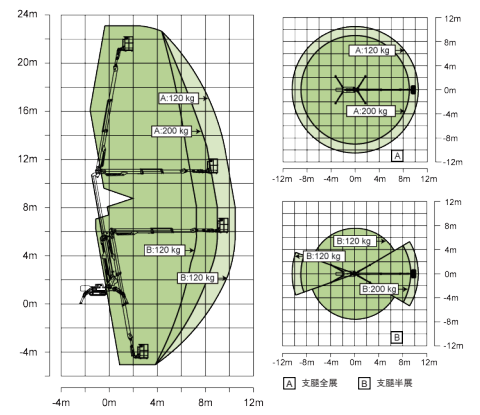 24m
20m
16m
12m
8m
4m
0m
-4m
-4m 0m 4m 8m 12m
A:120 kg
A:200 kg
B:120 kg
B:120 kg
12m
8m
4m
0m
-4m
-8m
-12m
-12m -8m -4m 0m 4m 8m 12m
A:120 kg
A:200 kg
A
12m
8m
4m
0m
-4m
-8m
-12m
-12m -8m -4m 0m 4m 8m 12m
B:120 kg
B:120 kg
B:200 kg
B
A 支腿全展 B 支腿半展